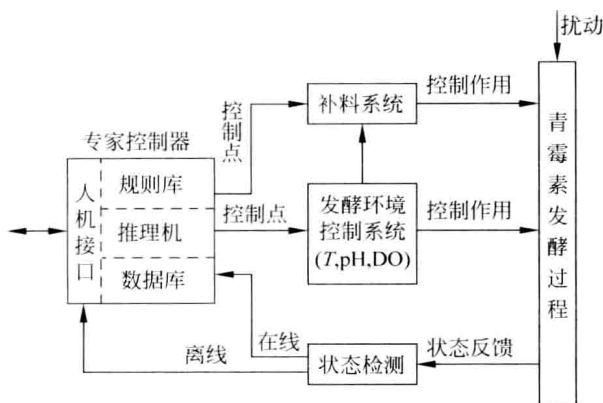 扰动
控制作用
补料系统
控制点
专家控制器
人机接口
规则库
推理机
数据库
控制点
发酵环境
控制系统
(T,pH,DO)
控制作用
青霉素发酵过程
在线
离线
状态检测
状态反馈